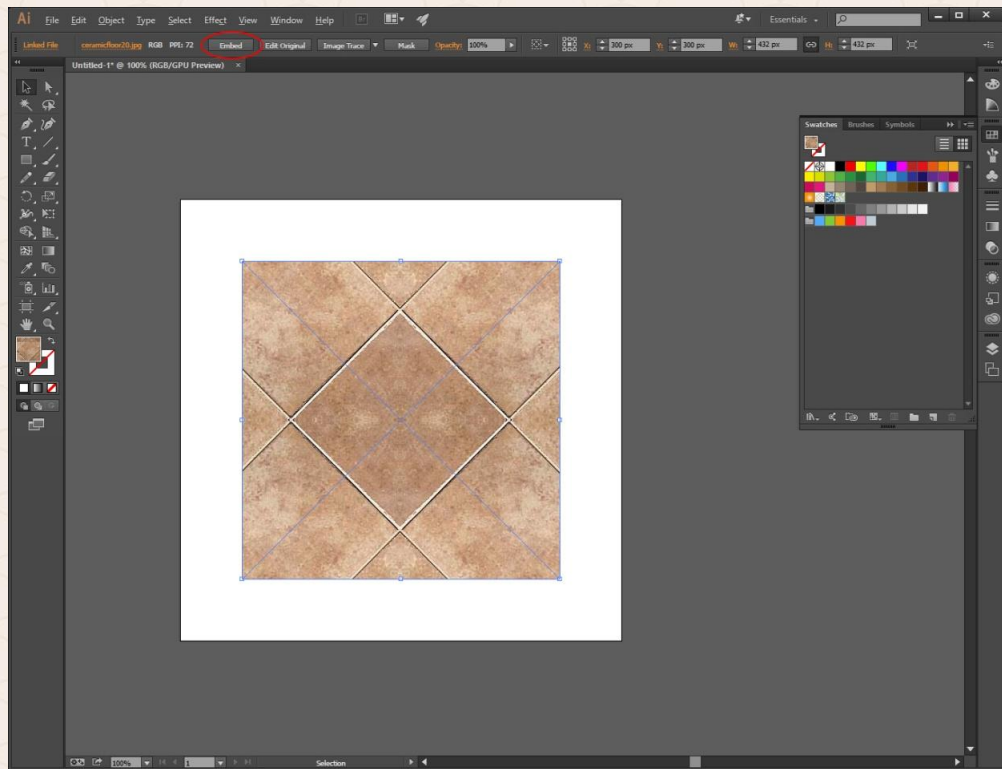 Ai File Edit Object Type Select Effect View Window Help Br Essentials
Linked File ceramicfloor20.jpg RGB PPI: 72 Embed Edit Original Image Trace Mask Opacity: 100% X: 300 px Y: 300 px W: 432 px H: 432 px
Untitled-1* @ 100% (RGB/GPU Preview) ×
Swatches Brushes Symbols
100% 1 Selection